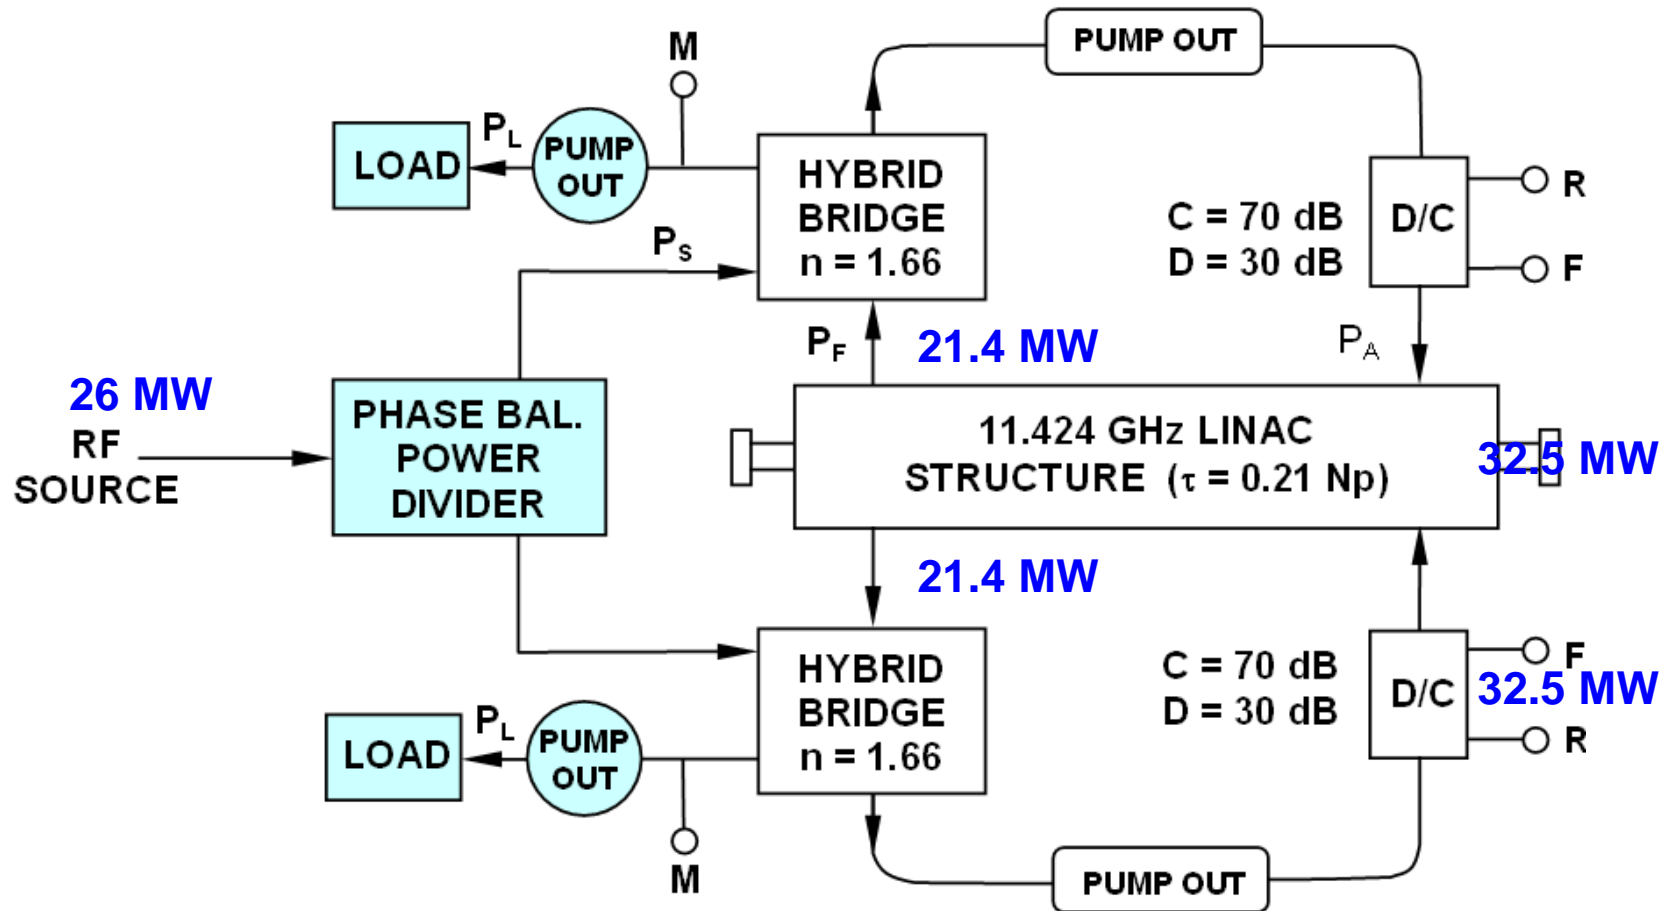 PUMP OUT
M
P_L
PUMP
OUT
LOAD
HYBRID
BRIDGE
n = 1.66
C = 70 dB
D = 30 dB
D/C
R
F
P_S
P_F
21.4 MW
P_A
26 MW
RF
SOURCE
PHASE BAL.
POWER
DIVIDER
11.424 GHz LINAC
STRUCTURE (τ = 0.21 Np)
32.5 MW
21.4 MW
HYBRID
BRIDGE
n = 1.66
C = 70 dB
D = 30 dB
D/C
F
32.5 MW
R
P_L
PUMP
OUT
LOAD
M
PUMP OUT